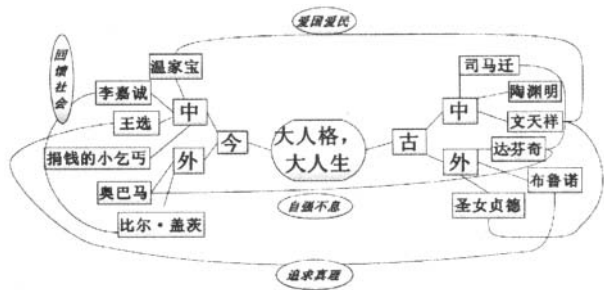 爱国爱民
回馈社会
温家宝
李嘉诚
王选
捐钱的小乞丐
奥巴马
比尔·盖茨
中
外
今
大人格，
大人生
古
中
外
司马迁
陶渊明
文天祥
达芬奇
布鲁诺
圣女贞德
自强不息
追求真理